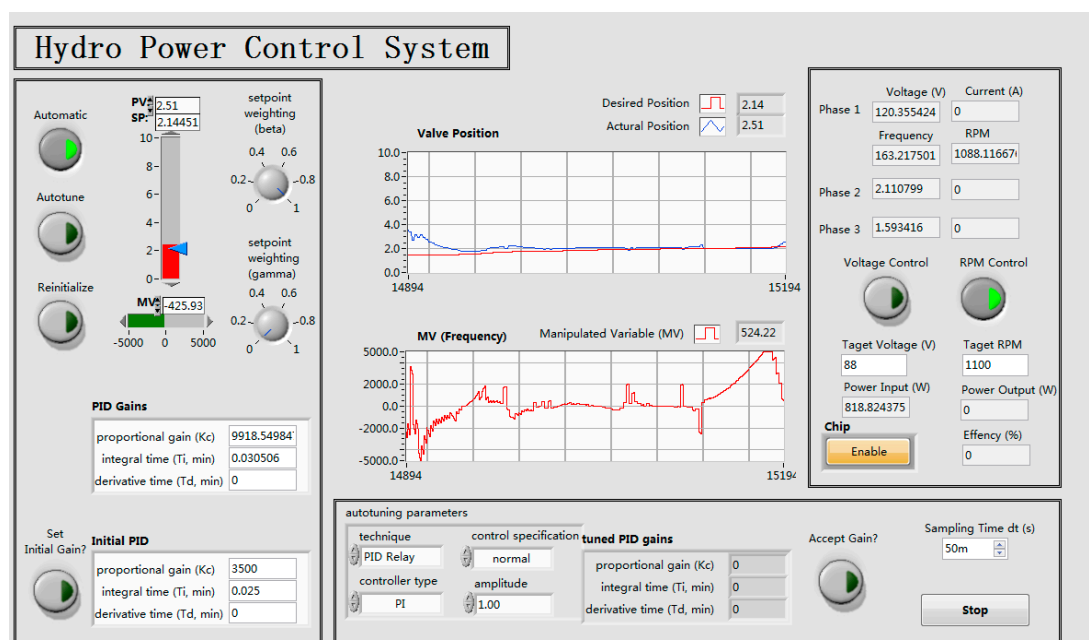 Hydro Power Control System
Automatic
PV
2.51
SP:
2.14451
10
8
6
4
2
0
setpoint
weighting
(beta)
0.4 0.6
0.2 0.8
0 1
Autotune
Reinitialize
MV
-425.93
-5000 0 5000
setpoint
weighting
(gamma)
0.4 0.6
0.2 0.8
0 1
PID Gains
proportional gain (Kc) 9918.54984
integral time (Ti, min) 0.030506
derivative time (Td, min) 0
Set
Initial Gain?
Initial PID
proportional gain (Kc) 3500
integral time (Ti, min) 0.025
derivative time (Td, min) 0
Desired Position 2.14
Actural Position 2.51
Valve Position
10.0
8.0
6.0
4.0
2.0
0.0
14894 15194
MV (Frequency) Manipulated Variable (MV) 524.22
5000.0
2000.0
0.0
-2000.0
-5000.0
14894 15194
Voltage (V) Current (A)
Phase 1 120.355424 0
Frequency RPM
163.217501 1088.11667
Phase 2 2.110799 0
Phase 3 1.593416 0
Voltage Control RPM Control
Taget Voltage (V) Taget RPM
88 1100
Power Input (W) Power Output (W)
818.824375 0
Chip
Enable
Effency (%)
0
autotuning parameters
technique control specification
PID Relay normal
controller type amplitude
PI 1.00
tuned PID gains
proportional gain (Kc) 0
integral time (Ti, min) 0
derivative time (Td, min) 0
Accept Gain?
Sampling Time dt (s)
50m
Stop